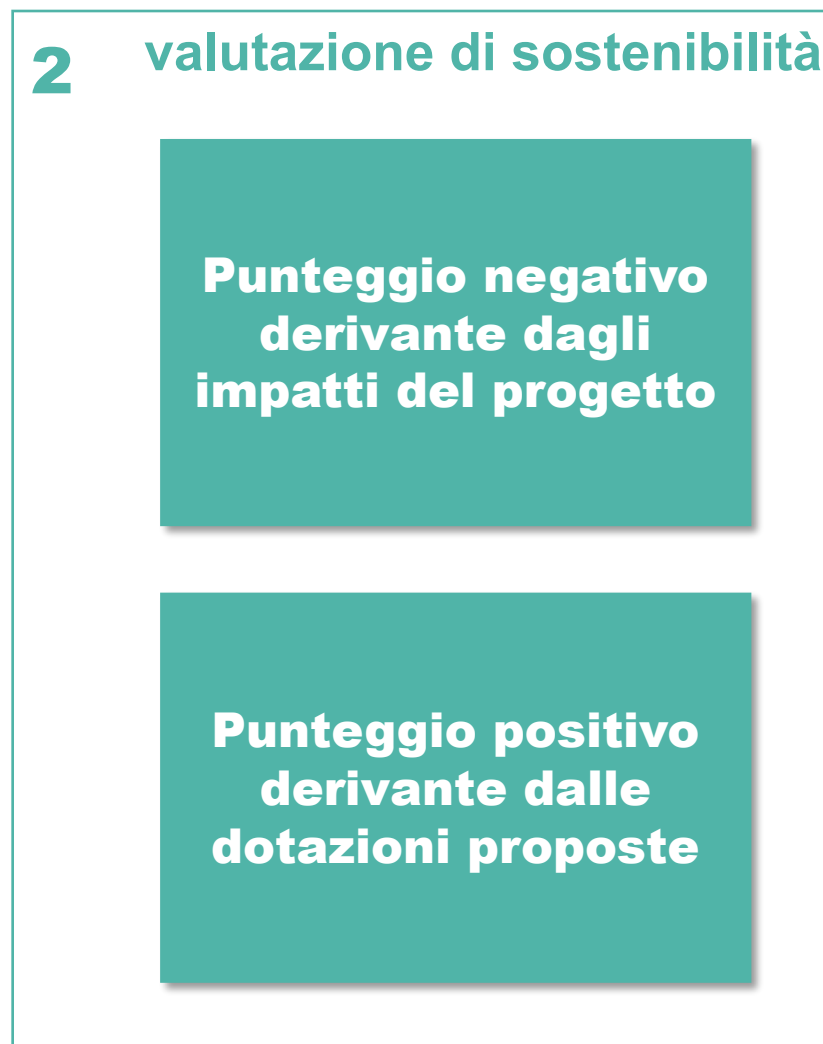 2
valutazione di sostenibilità
Punteggio negativo
derivante dagli
impatti del progetto
Punteggio positivo
derivante dalle
dotazioni proposte